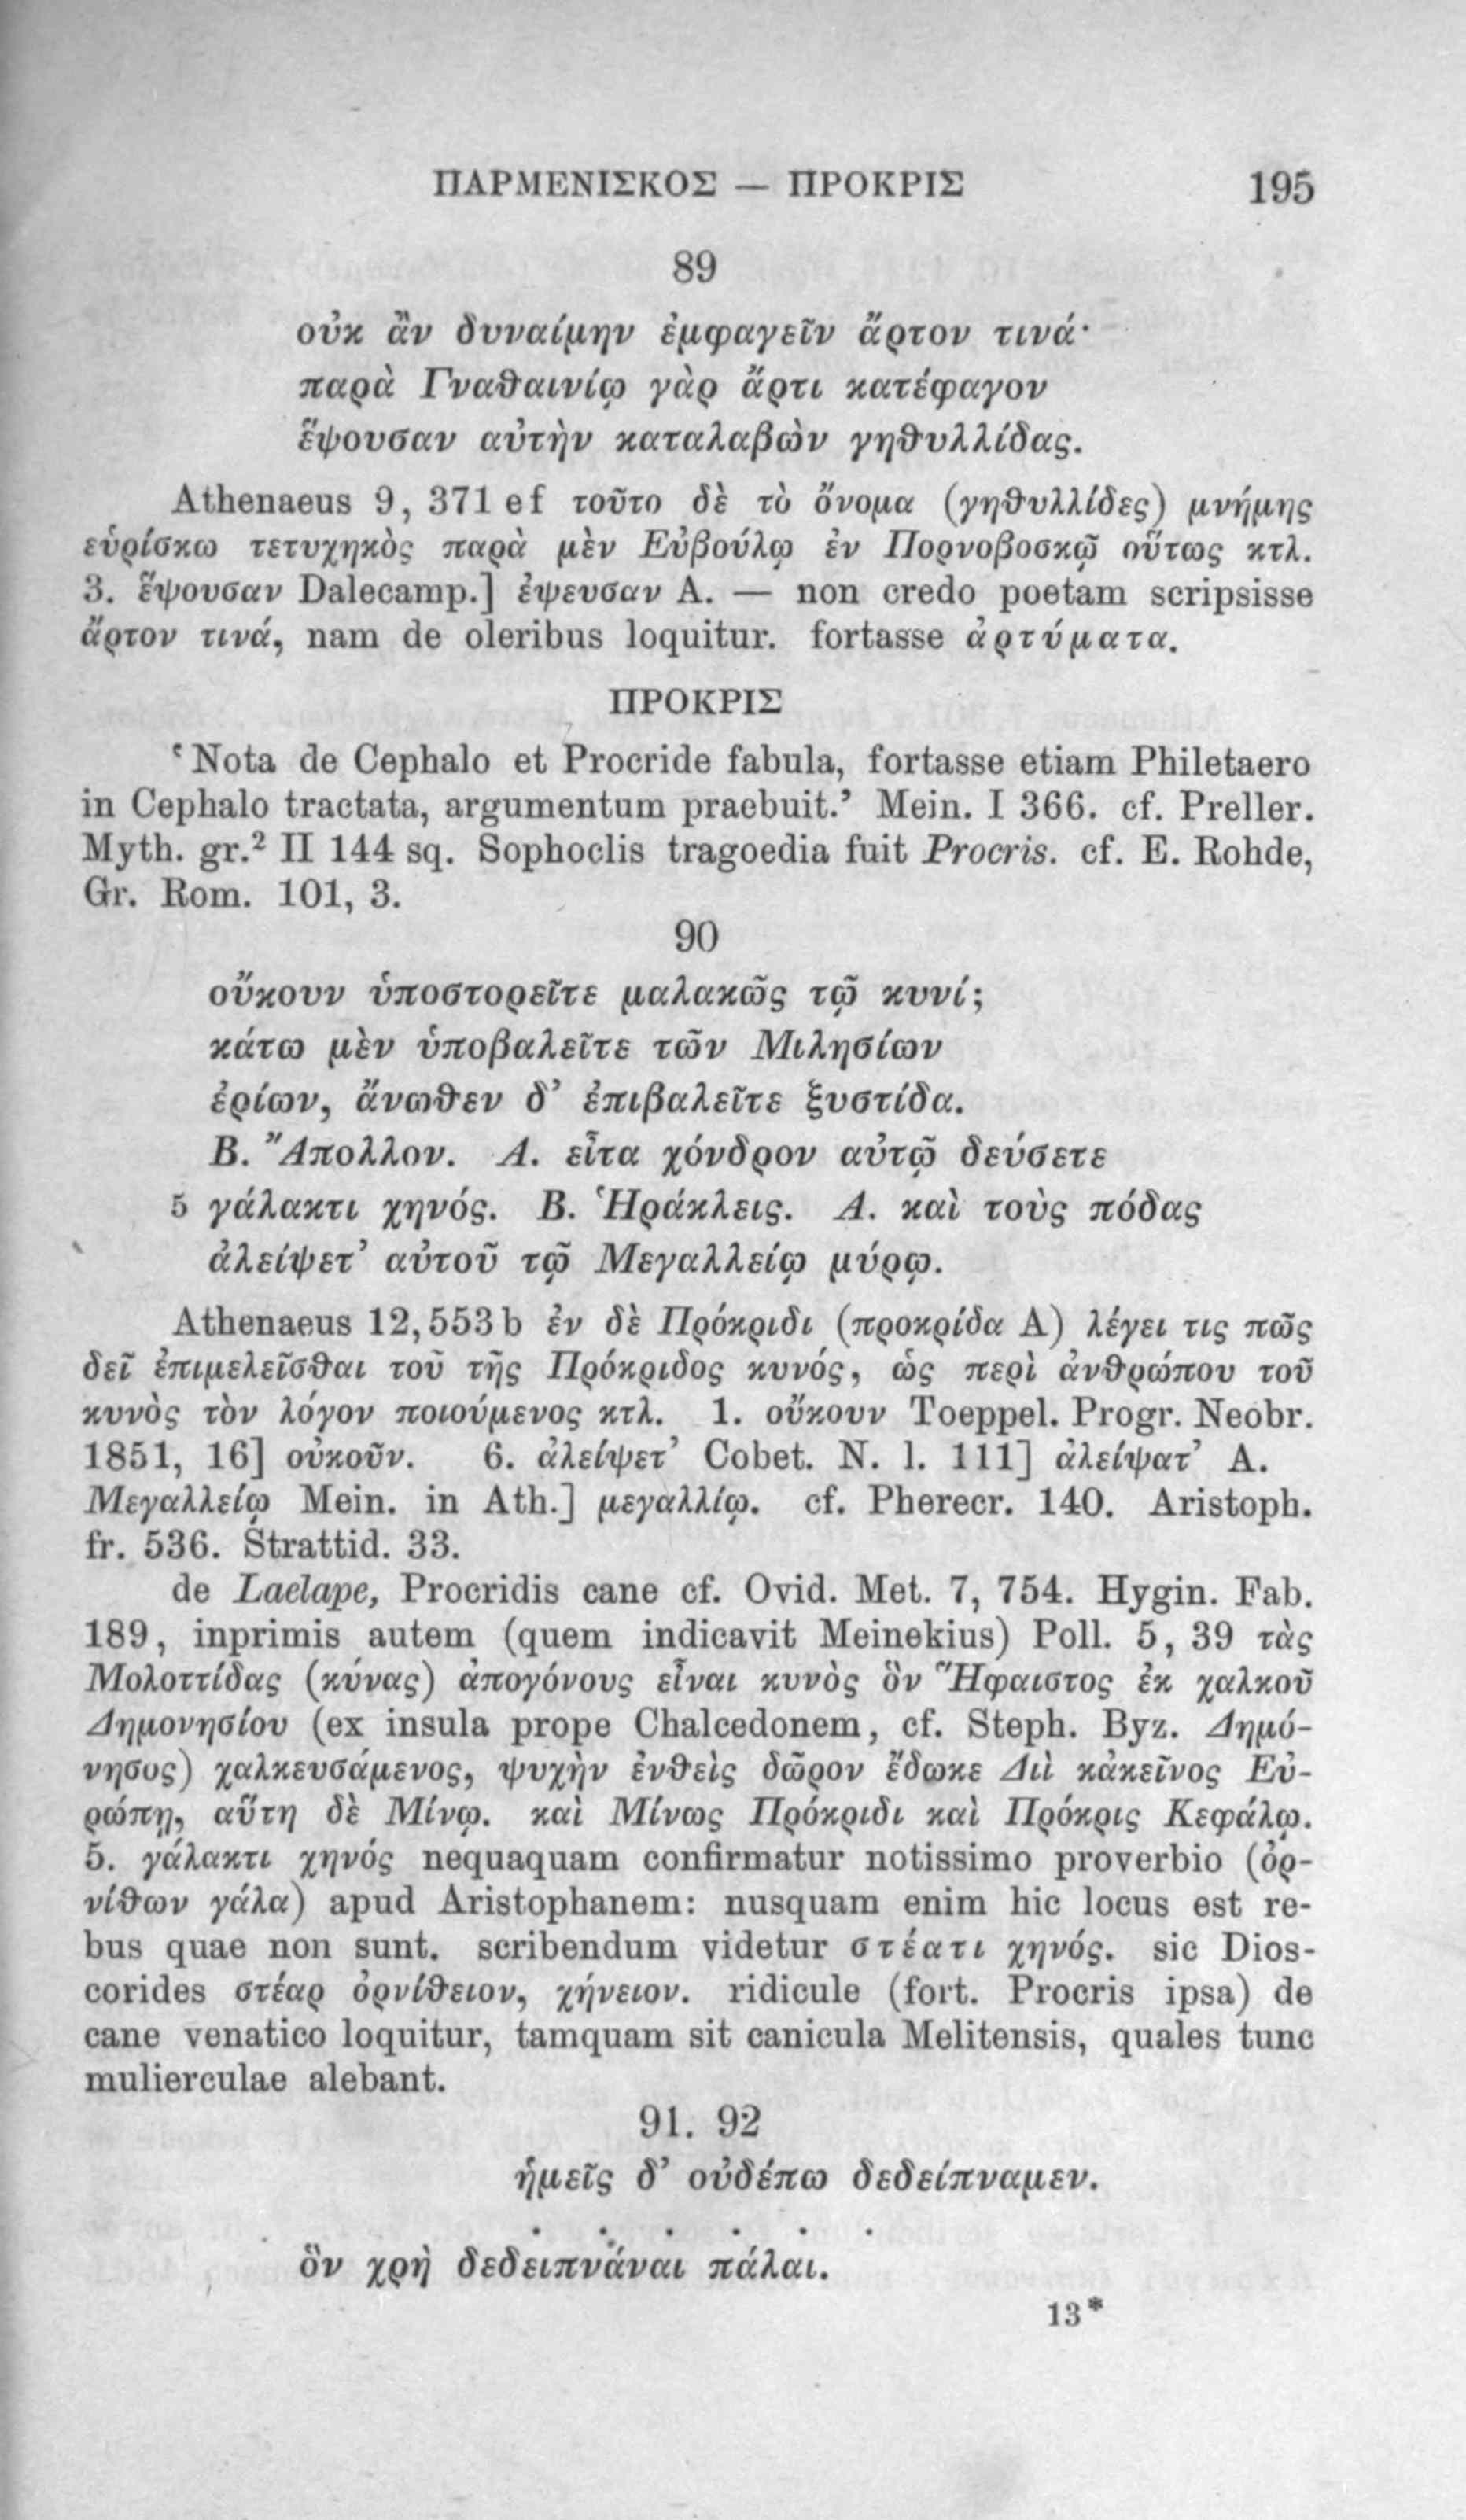 ΠΑΡΜΕΝΙΣΚΟΣ — ΠΡΟΚΡΙΣ 195
89
οὐκ ἂν δυναίμην ἐμφαγεῖν ἄρτον τινά·
παρὰ Γναθαινίῳ γὰρ ἄρτι κατέφαγον
ἕψουσαν αὐτὴν καταλαβὼν γηθυλλίδας.
Athenaeus 9, 371 ef τοῦτο δὲ τὸ ὄνομα (γηθυλλίδες) μνήμης
εὑρίσκω τετυχηκὸς παρὰ μὲν Εὐβούλῳ ἐν Πορνοβοσκῷ οὕτως κτλ.
3. ἕψουσαν Dalecamp.] ἐψευσαν A. — non credo poetam scripsisse
ἄρτον τινά, nam de oleribus loquitur. fortasse ἀρτύματα.
ΠΡΟΚΡΙΣ
‘Nota de Cephalo et Procride fabula, fortasse etiam Philetaero
in Cephalo tractata, argumentum praebuit.’ Mein. I 366. cf. Preller.
Myth. gr.² II 144 sq. Sophoclis tragoedia fuit Procris. cf. E. Rohde,
Gr. Rom. 101, 3.
90
οὔκουν ὑποστορεῖτε μαλακῶς τῷ κυνί;
κάτω μὲν ὑποβαλεῖτε τῶν Μιλησίων
ἐρίων, ἄνωθεν δ’ ἐπιβαλεῖτε ξυστίδα.
B. Ἄπολλον. A. εἶτα χόνδρον αὐτῷ δεύσετε
5 γάλακτι χηνός. B. Ἡράκλεις. A. καὶ τοὺς πόδας
ἀλείψετ’ αὐτοῦ τῷ Μεγαλλείῳ μύρῳ.
Athenaeus 12, 553 b ἐν δὲ Πρόκριδι (προκρίδα A) λέγει τις πῶς
δεῖ ἐπιμελεῖσθαι τοῦ τῆς Πρόκριδος κυνός, ὡς περὶ ἀνθρώπου τοῦ
κυνὸς τὸν λόγον ποιούμενος κτλ. 1. οὔκουν Toeppel. Progr. Neobr.
1851, 16] οὐκοῦν. 6. ἀλείψετ’ Cobet. N. l. 111] ἀλείψατ’ A.
Μεγαλλείῳ Mein. in Ath.] μεγαλλίῳ. cf. Pherecr. 140. Aristoph.
fr. 536. Strattid. 33.
de Laelape, Procridis cane cf. Ovid. Met. 7, 754. Hygin. Fab.
189, inprimis autem (quem indicavit Meinekius) Poll. 5, 39 τὰς
Μολοττίδας (κύνας) ἀπογόνους εἶναι κυνὸς ὃν Ἥφαιστος ἐκ χαλκοῦ
Δημονησίου (ex insula prope Chalcedonem, cf. Steph. Byz. Δημό-
νησος) χαλκευσάμενος, ψυχὴν ἐνθεὶς δῶρον ἔδωκε Διὶ κἀκεῖνος Εὐ-
ρώπῃ, αὕτη δὲ Μίνῳ. καὶ Μίνως Πρόκριδι καὶ Πρόκρις Κεφάλῳ.
5. γάλακτι χηνός nequaquam confirmatur notissimo proverbio (ὀρ-
νίθων γάλα) apud Aristophanem: nusquam enim hic locus est re-
bus quae non sunt. scribendum videtur στέατι χηνός. sic Dios-
corides στέαρ ὀρνίθειον, χήνειον. ridicule (fort. Procris ipsa) de
cane venatico loquitur, tamquam sit canicula Melitensis, quales tunc
mulierculae alebant.
91. 92
ἡμεῖς δ’ οὐδέπω δεδείπναμεν.
. . . . . .
ὃν χρὴ δεδειπνάναι πάλαι.
13*